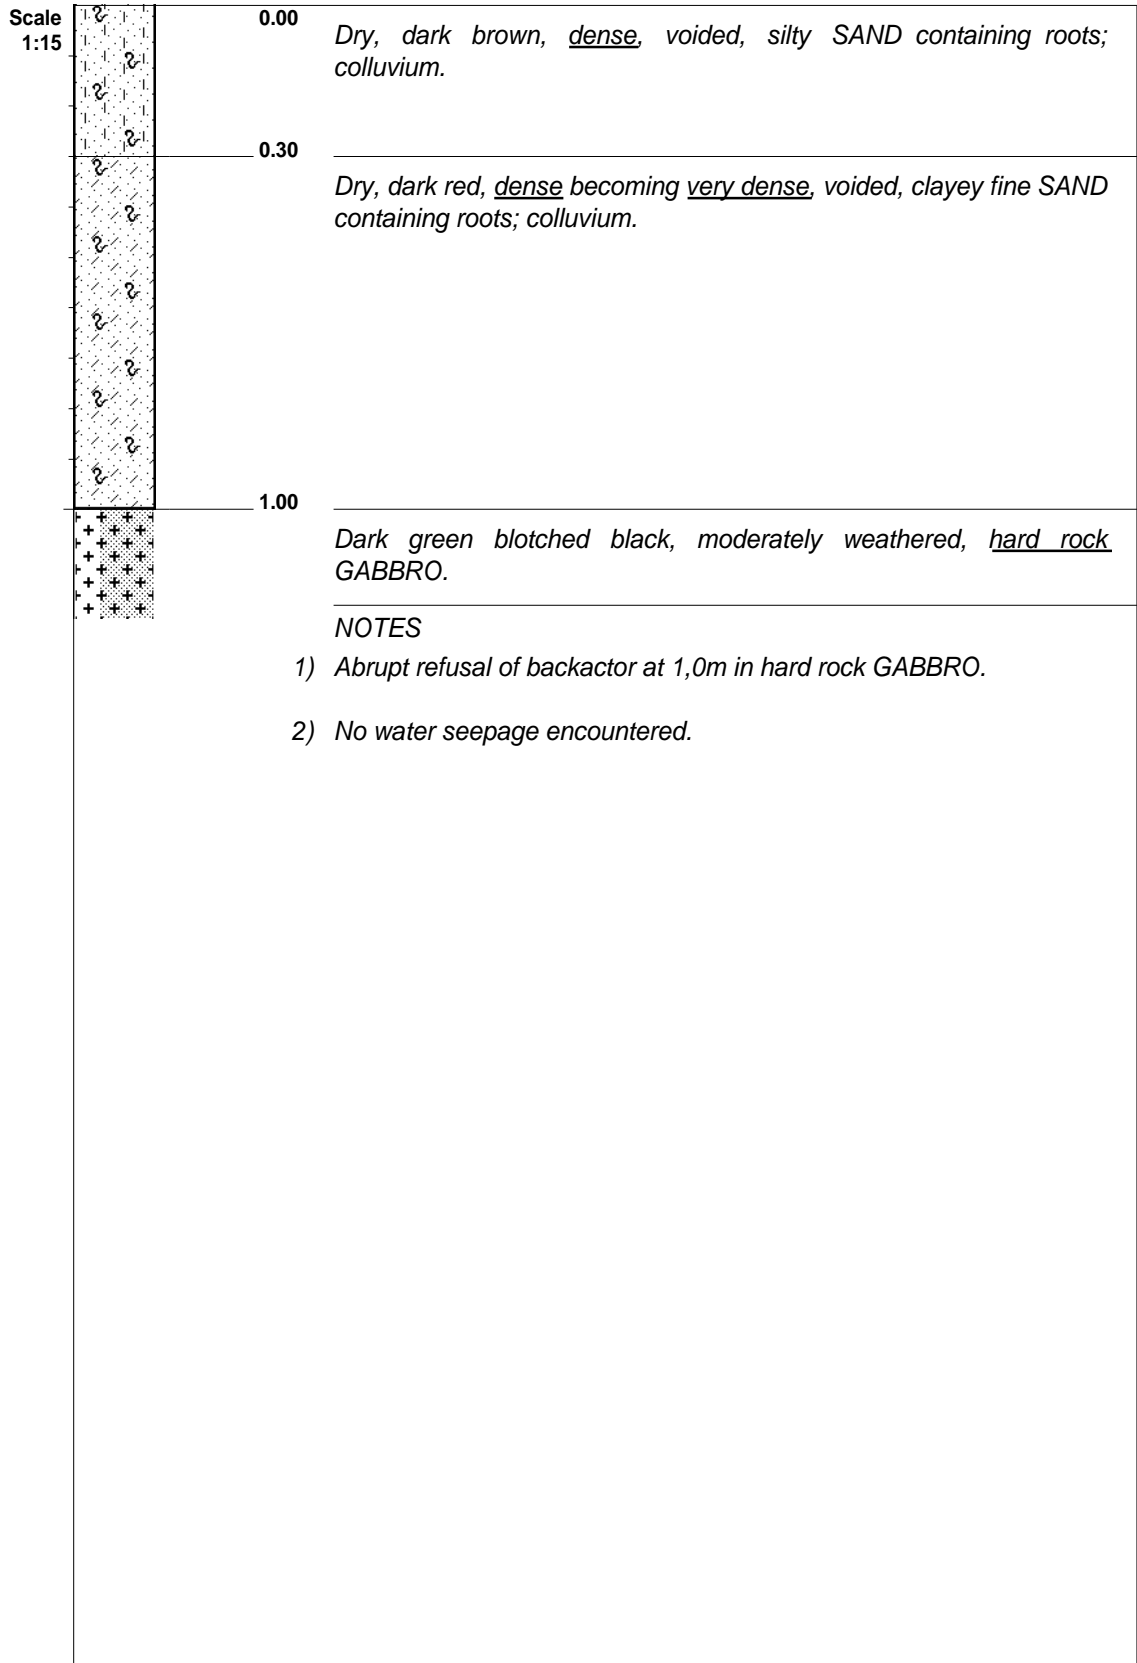 Scale
1:15
0.00
Dry, dark brown, dense, voided, silty SAND containing roots;
colluvium.
0.30
Dry, dark red, dense becoming very dense, voided, clayey fine SAND
containing roots; colluvium.
1.00
Dark green blotched black, moderately weathered, hard rock
GABBRO.
NOTES
1) Abrupt refusal of backactor at 1,0m in hard rock GABBRO.
2) No water seepage encountered.